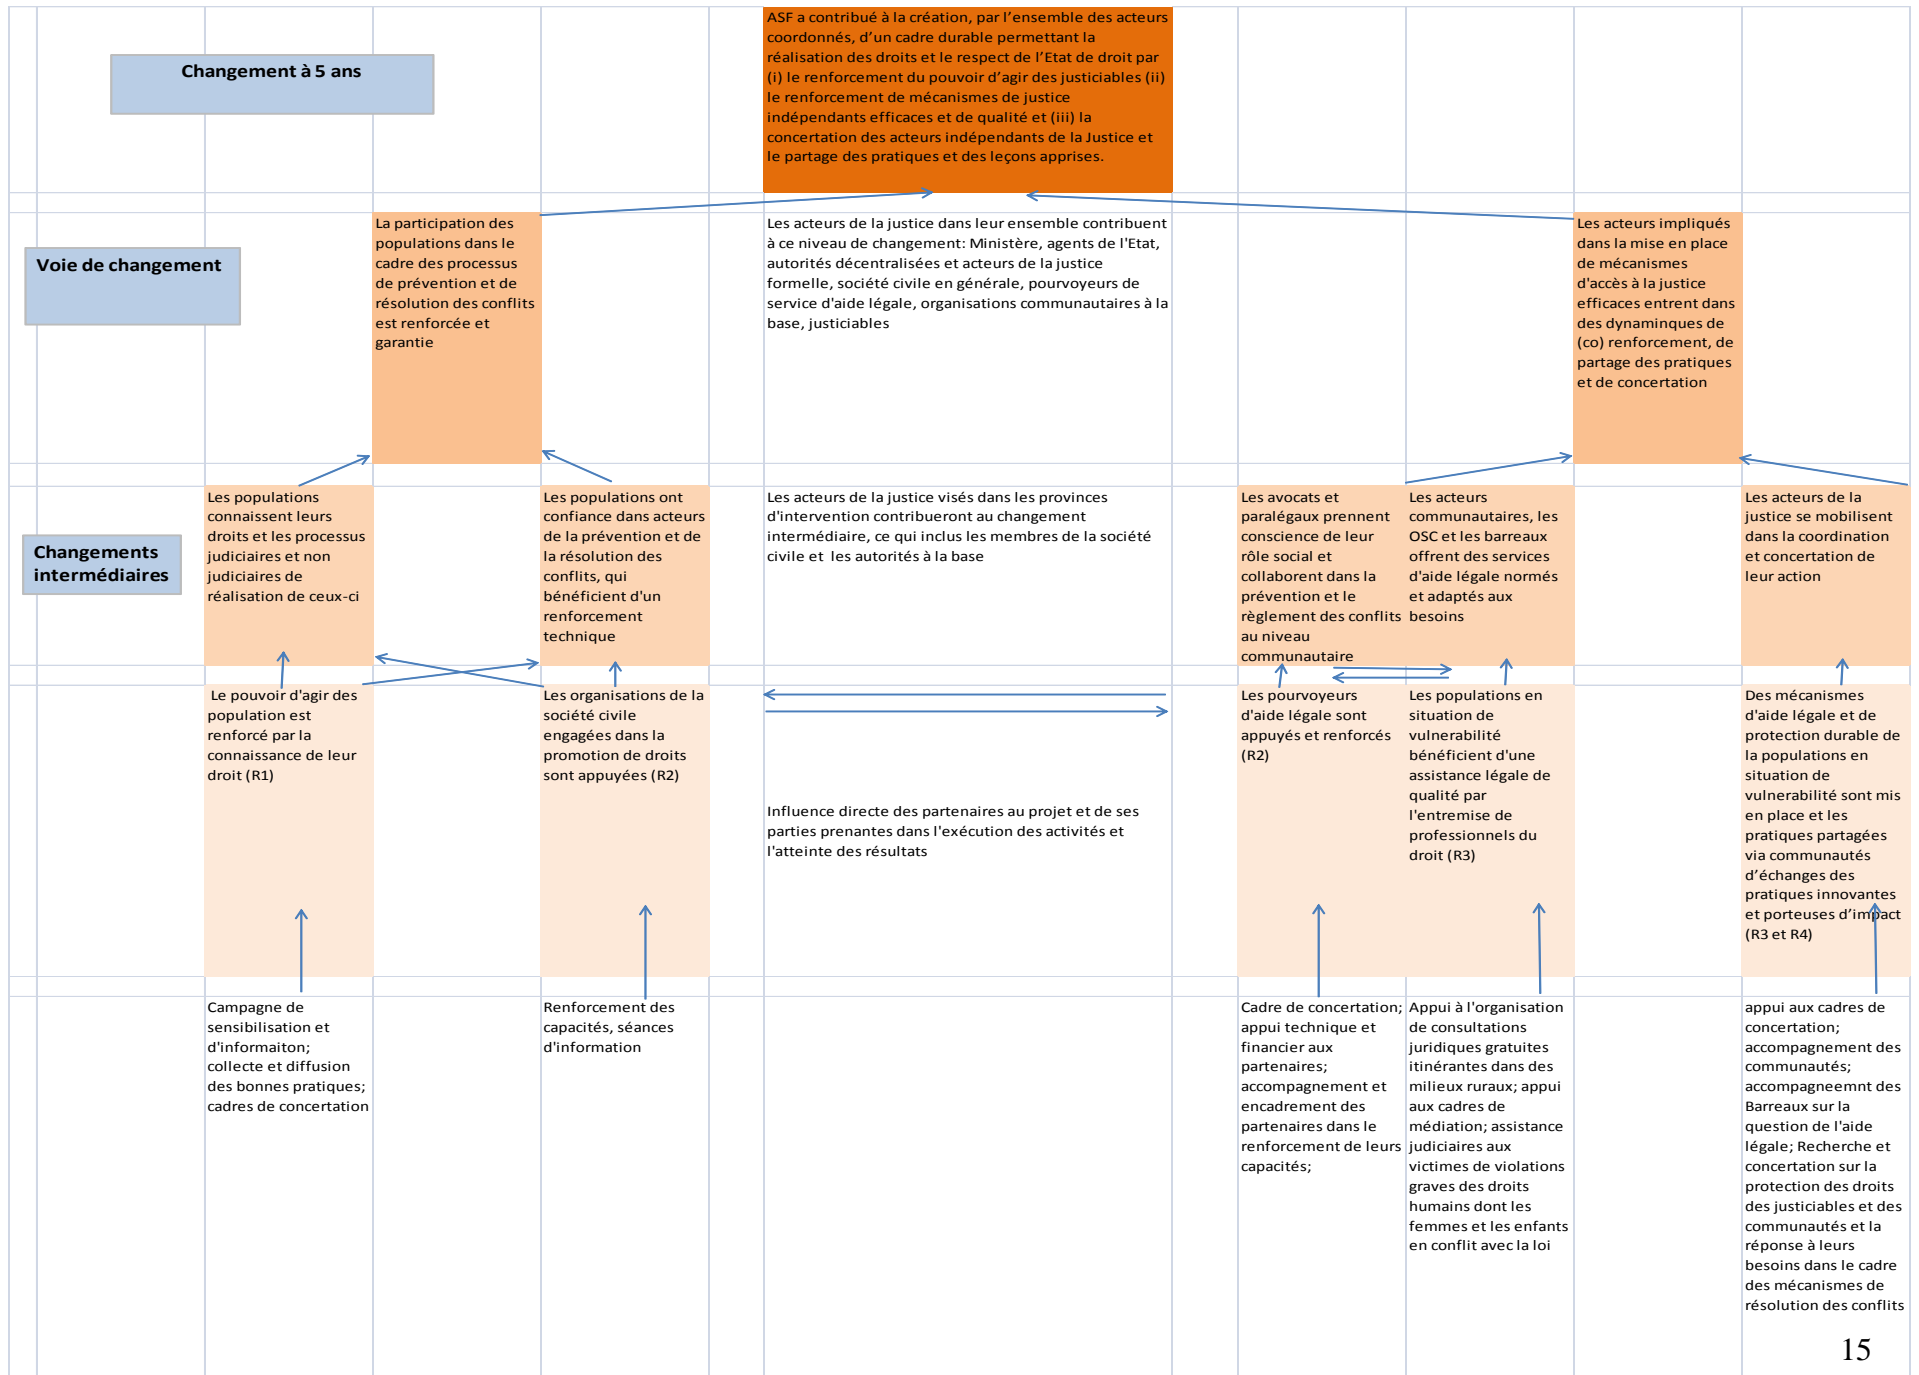 Changement à 5 ans
ASF a contribué à la création, par l'ensemble des acteurs
coordonnés, d'un cadre durable permettant la
réalisation des droits et le respect de l'Etat de droit par
(i) le renforcement du pouvoir d'agir des justiciables (ii)
le renforcement de mécanismes de justice
indépendants efficaces et de qualité et (iii) la
concertation des acteurs indépendants de la Justice et
le partage des pratiques et des leçons apprises.
Voie de changement
La participation des
populations dans le
cadre des processus
de prévention et de
résolution des conflits
est renforcée et
garantie
Les acteurs de la justice dans leur ensemble contribuent
à ce niveau de changement: Ministère, agents de l'Etat,
autorités décentralisées et acteurs de la justice
formelle, société civile en générale, pourvoyeurs de
service d'aide légale, organisations communautaires à la
base, justiciables
Les acteurs impliqués
dans la mise en place
de mécanismes
d'accès à la justice
efficaces entrent dans
des dynaminques de
(co) renforcement, de
partage des pratiques
et de concertation
Changements
intermédiaires
Les populations
connaissent leurs
droits et les processus
judiciaires et non
judiciaires de
réalisation de ceux-ci
Les populations ont
confiance dans acteurs
de la prévention et de
la résolution des
conflits, qui
bénéficient d'un
renforcement
technique
Les acteurs de la justice visés dans les provinces
d'intervention contribueront au changement
intermédiaire, ce qui inclus les membres de la société
civile et  les autorités à la base
Les avocats et
paralégaux prennent
conscience de leur
rôle social et
collaborent dans la
prévention et le
règlement des conflits
au niveau
communautaire
Les acteurs
communautaires, les
OSC et les barreaux
offrent des services
d'aide légale normés
et adaptés aux
besoins
Les acteurs de la
justice se mobilisent
dans la coordination
et concertation de
leur action
Le pouvoir d'agir des
population est
renforcé par la
connaissance de leur
droit (R1)
Les organisations de la
société civile
engagées dans la
promotion de droits
sont appuyées (R2)
Influence directe des partenaires au projet et de ses
parties prenantes dans l'exécution des activités et
l'atteinte des résultats
Les pourvoyeurs
d'aide légale sont
appuyés et renforcés
(R2)
Les populations en
situation de
vulnérabilité
bénéficient d'une
assistance légale de
qualité par
l'entremise de
professionnels du
droit (R3)
Des mécanismes
d'aide légale et de
protection durable de
la populations en
situation de
vulnérabilité sont mis
en place et les
pratiques partagées
via communautés
d'échanges des
pratiques innovantes
et porteuses d'impact
(R3 et R4)
Campagne de
sensibilisation et
d'informaiton;
collecte et diffusion
des bonnes pratiques;
cadres de concertation
Renforcement des
capacités, séances
d'information
Cadre de concertation;
appui technique et
financier aux
partenaires;
accompagnement et
encadrement des
partenaires dans le
renforcement de leurs
capacités;
Appui à l'organisation
de consultations
juridiques gratuites
itinérantes dans des
milieux ruraux; appui
aux cadres de
médiation; assistance
judiciaires aux
victimes de violations
graves des droits
humains dont les
femmes et les enfants
en conflit avec la loi
appui aux cadres de
concertation;
accompagnement des
communautés;
accompagneemnt des
Barreaux sur la
question de l'aide
légale; Recherche et
concertation sur la
protection des droits
des justiciables et des
communautés et la
réponse à leurs
besoins dans le cadre
des mécanismes de
résolution des conflits
15